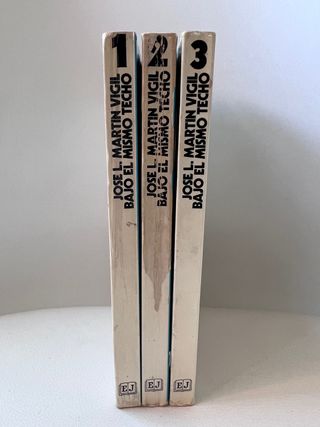 1
JOSE L. MARTIN VIGIL
BAJO EL MISMO TECHO
EJ
2
JOSE L. MARTIN VIGIL
BAJO EL MISMO TECHO
EJ
3
JOSE L. MARTIN VIGIL
BAJO EL MISMO TECHO
EJ